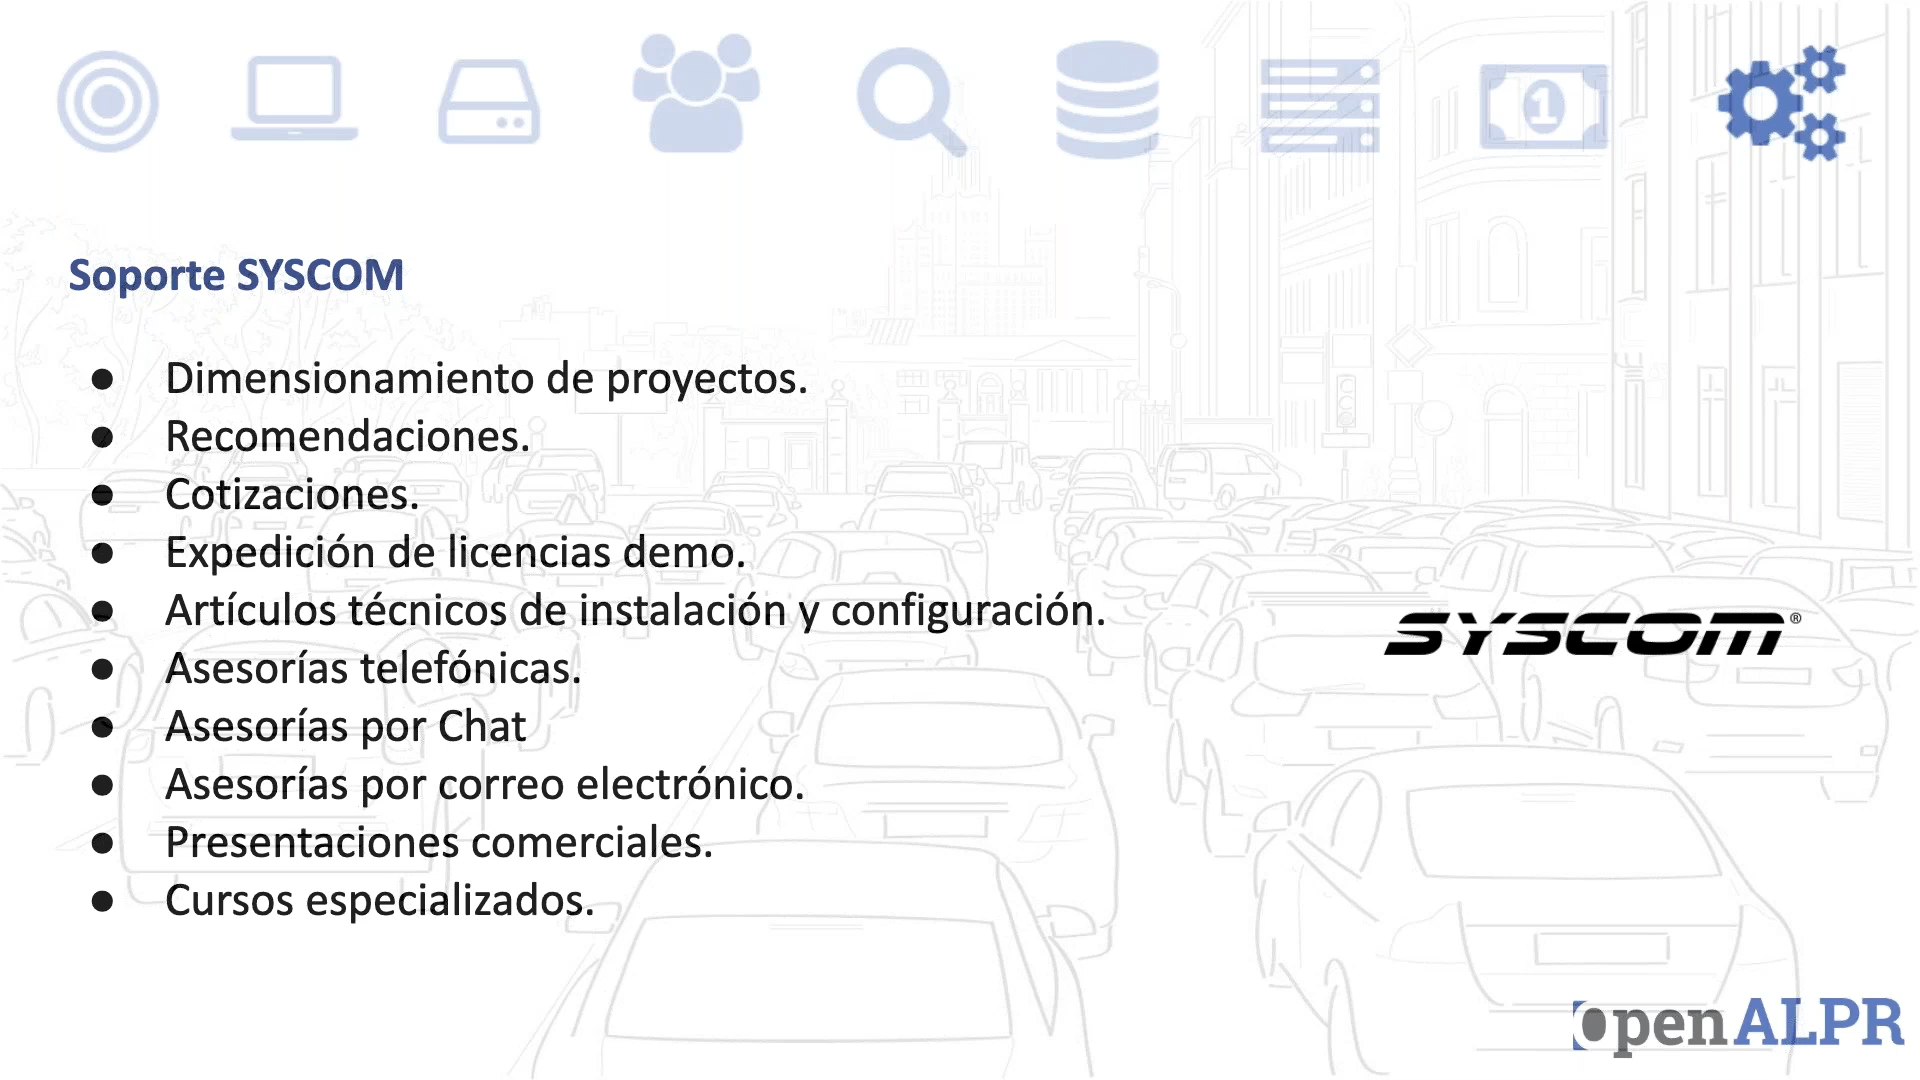 1
Soporte SYSCOM
● Dimensionamiento de proyectos.
● Recomendaciones.
● Cotizaciones.
● Expedición de licencias demo.
● Artículos técnicos de instalación y configuración.
● Asesorías telefónicas.
● Asesorías por Chat
● Asesorías por correo electrónico.
● Presentaciones comerciales.
● Cursos especializados.
SYSCOM®
openALPR